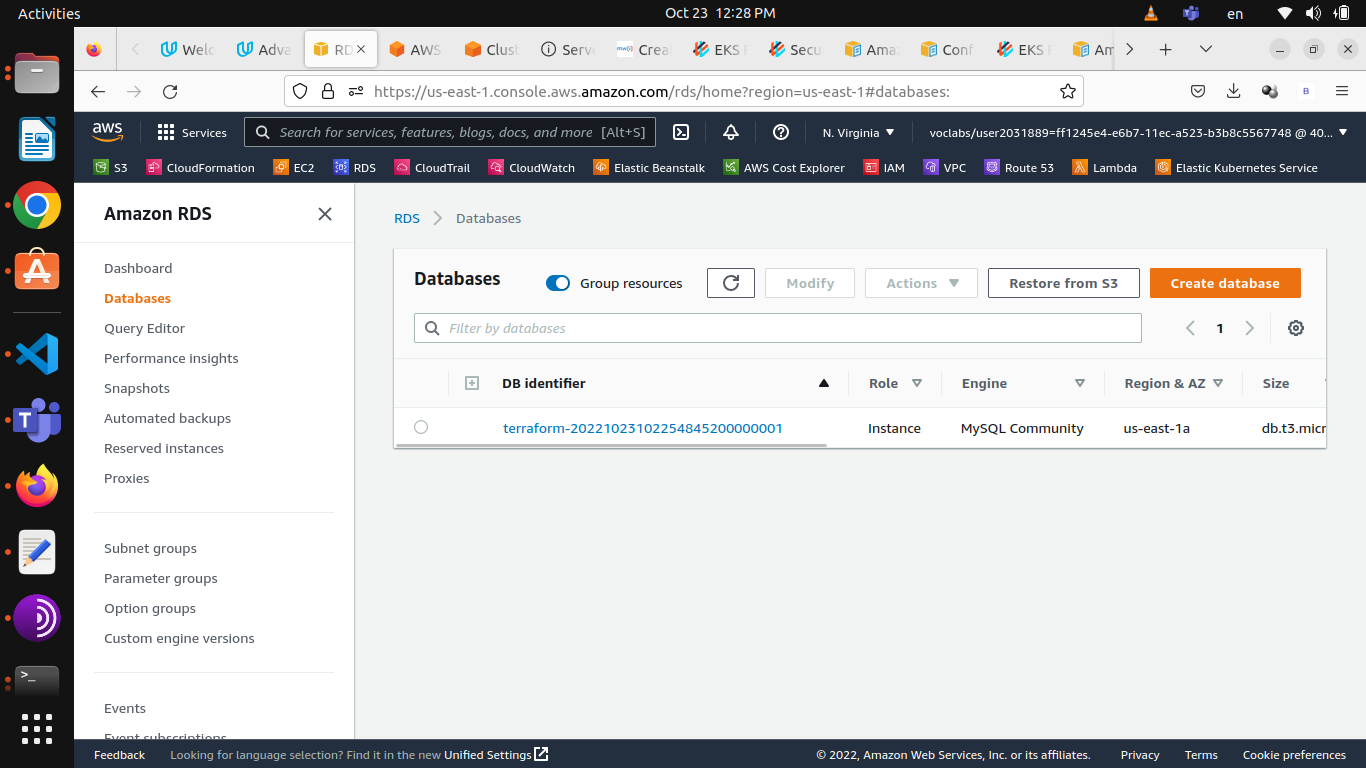 Activities
Oct 23 12:28 PM
en
Welc
Adva
RD
AWS
Clust
Serve
mw(i) Crea
EKS
Secu
Amaz
Conf
EKS
Am
https://us-east-1.console.aws.amazon.com/rds/home?region=us-east-1#databases:
B
aws
Services
Search for services, features, blogs, docs, and more [Alt+S]
N. Virginia
voclabs/user2031889=ff1245e4-e6b7-11ec-a523-b3b8c5567748 @ 40...
S3
CloudFormation
EC2
RDS
CloudTrail
CloudWatch
Elastic Beanstalk
AWS Cost Explorer
IAM
VPC
Route 53
Lambda
Elastic Kubernetes Service
Amazon RDS
Dashboard
Databases
Query Editor
Performance insights
Snapshots
Automated backups
Reserved instances
Proxies
Subnet groups
Parameter groups
Option groups
Custom engine versions
Events
Event subscriptions
RDS
Databases
Databases
Group resources
Modify
Actions
Restore from S3
Create database
Filter by databases
1
DB identifier
Role
Engine
Region & AZ
Size
terraform-20221023102254845200000001
Instance
MySQL Community
us-east-1a
db.t3.micr
Feedback
Looking for language selection? Find it in the new Unified Settings
© 2022, Amazon Web Services, Inc. or its affiliates.
Privacy
Terms
Cookie preferences